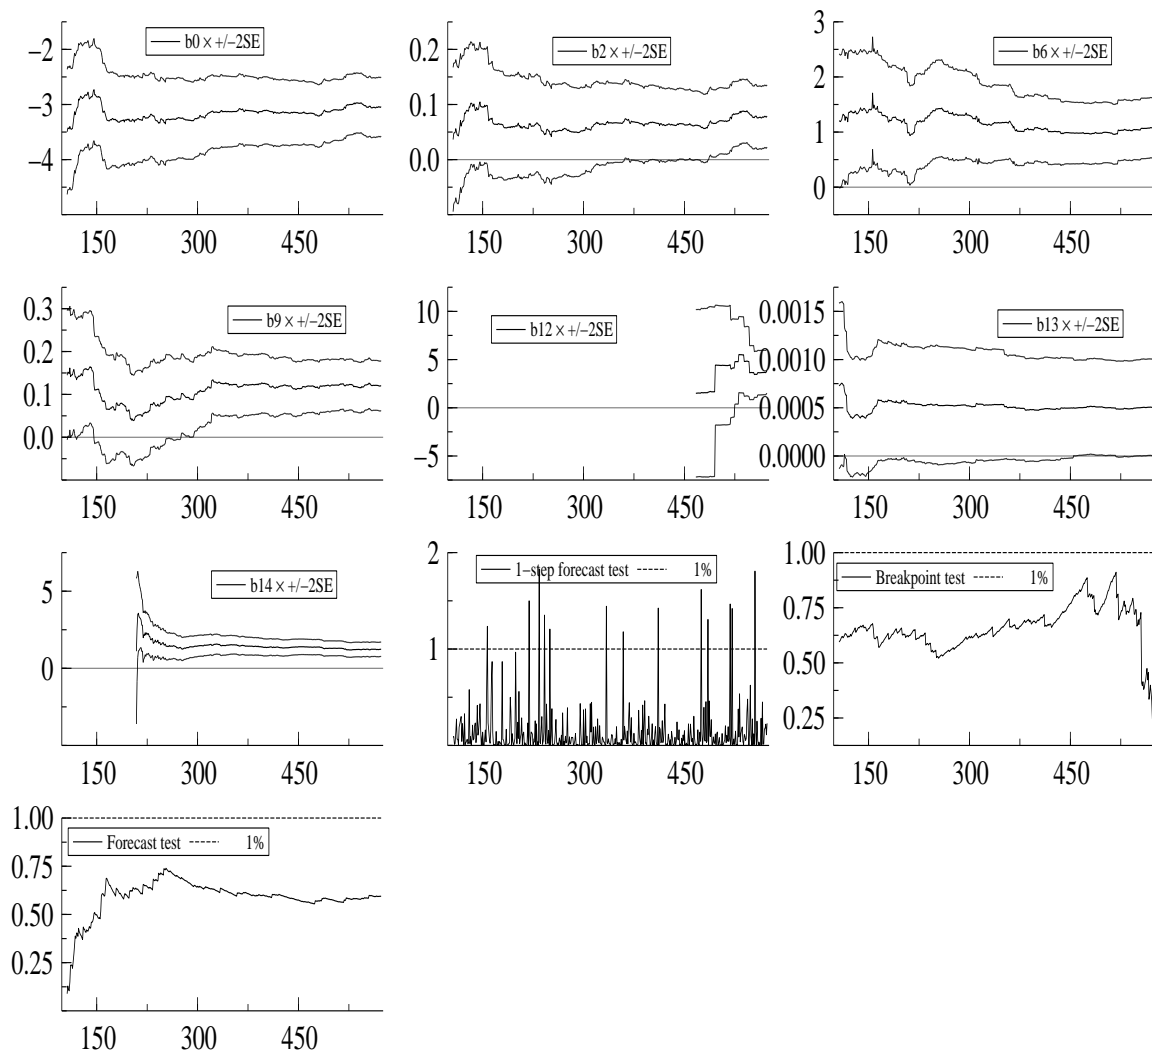 b0 × +/−2SE
−2
−3
−4
150 300 450
b2 × +/−2SE
0.2
0.1
0.0
150 300 450
b6 × +/−2SE
3
2
1
0
150 300 450
b9 × +/−2SE
0.3
0.2
0.1
0.0
150 300 450
b12 × +/−2SE
10
5
0
−5
150 300 450
b13 × +/−2SE
0.0015
0.0010
0.0005
0.0000
150 300 450
b14 × +/−2SE
5
0
150 300 450
1−step forecast test 1%
2
1
150 300 450
Breakpoint test 1%
1.00
0.75
0.50
0.25
150 300 450
Forecast test 1%
1.00
0.75
0.50
0.25
150 300 450